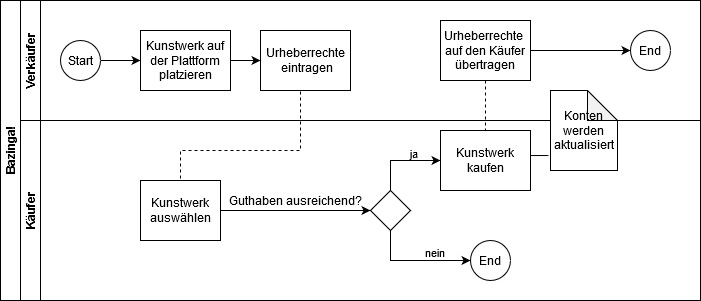 Bazingal
Verkäufer
Start
Kunstwerk auf
der Plattform
platzieren
Urheberrechte
eintragen
Urheberrechte
auf den Käufer
übertragen
End
Käufer
Kunstwerk
auswählen
Guthaben ausreichend?
ja
nein
Kunstwerk
kaufen
Konten
werden
aktualisiert
End